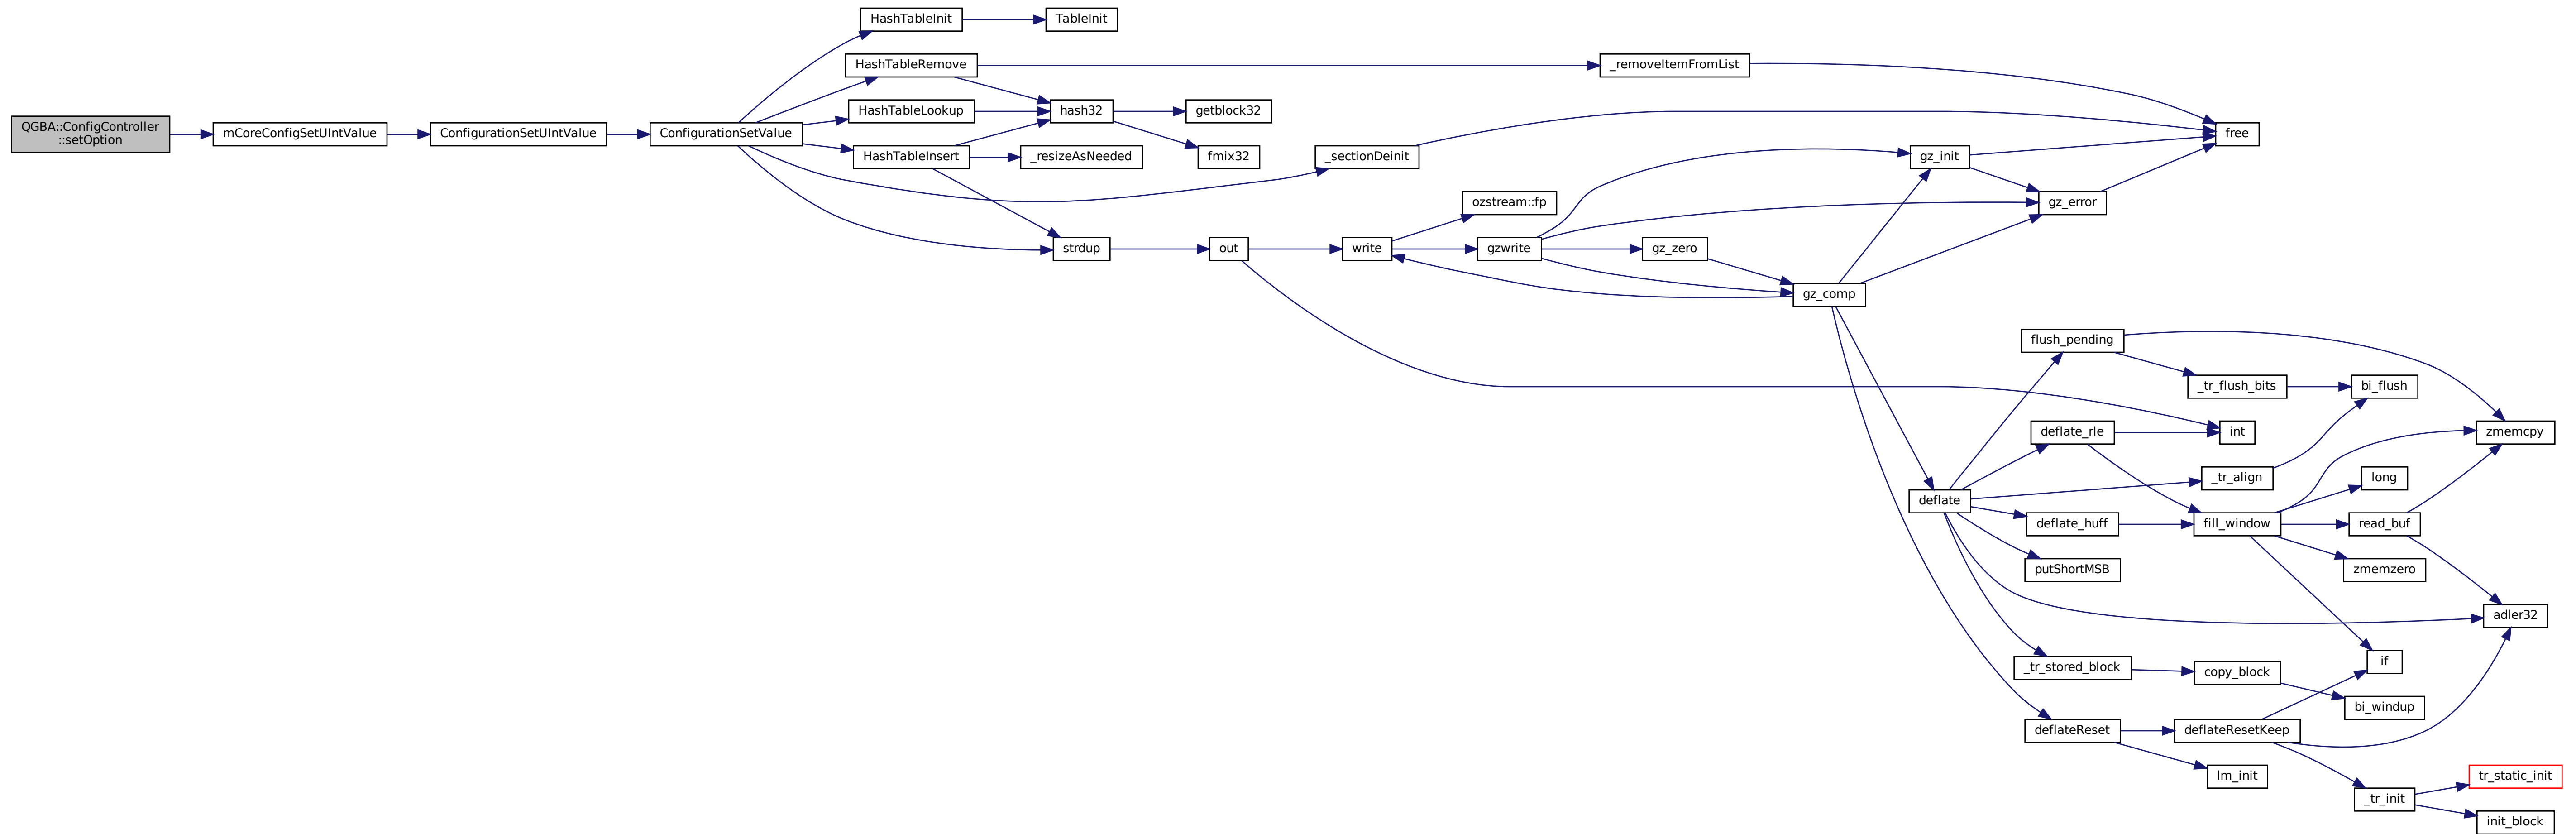 HashTableInit
TableInit
HashTableRemove
_removeItemFromList
QGBA::ConfigController
::setOption
mCoreConfigSetUIntValue
ConfigurationSetUIntValue
ConfigurationSetValue
HashTableLookup
hash32
getblock32
free
HashTableInsert
_resizeAsNeeded
fmix32
_sectionDeinit
gz_init
ozstream::fp
gz_error
strdup
out
write
gzwrite
gz_zero
gz_comp
flush_pending
_tr_flush_bits
bi_flush
deflate_rle
int
zmemcpy
_tr_align
long
deflate
deflate_huff
fill_window
read_buf
putShortMSB
zmemzero
adler32
_tr_stored_block
copy_block
if
bi_windup
deflateReset
deflateResetKeep
lm_init
tr_static_init
_tr_init
init_block